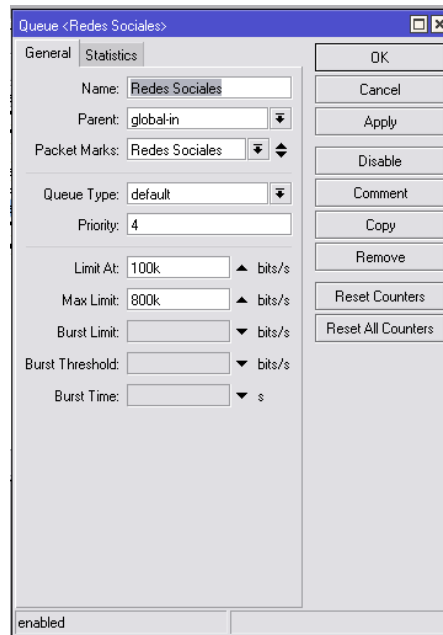 Queue <Redes Sociales>
General Statistics
Name: Redes Sociales
Parent: global-in
Packet Marks: Redes Sociales
Queue Type: default
Priority: 4
Limit At: 100k bits/s
Max Limit: 800k bits/s
Burst Limit: bits/s
Burst Threshold: bits/s
Burst Time: s
OK
Cancel
Apply
Disable
Comment
Copy
Remove
Reset Counters
Reset All Counters
enabled